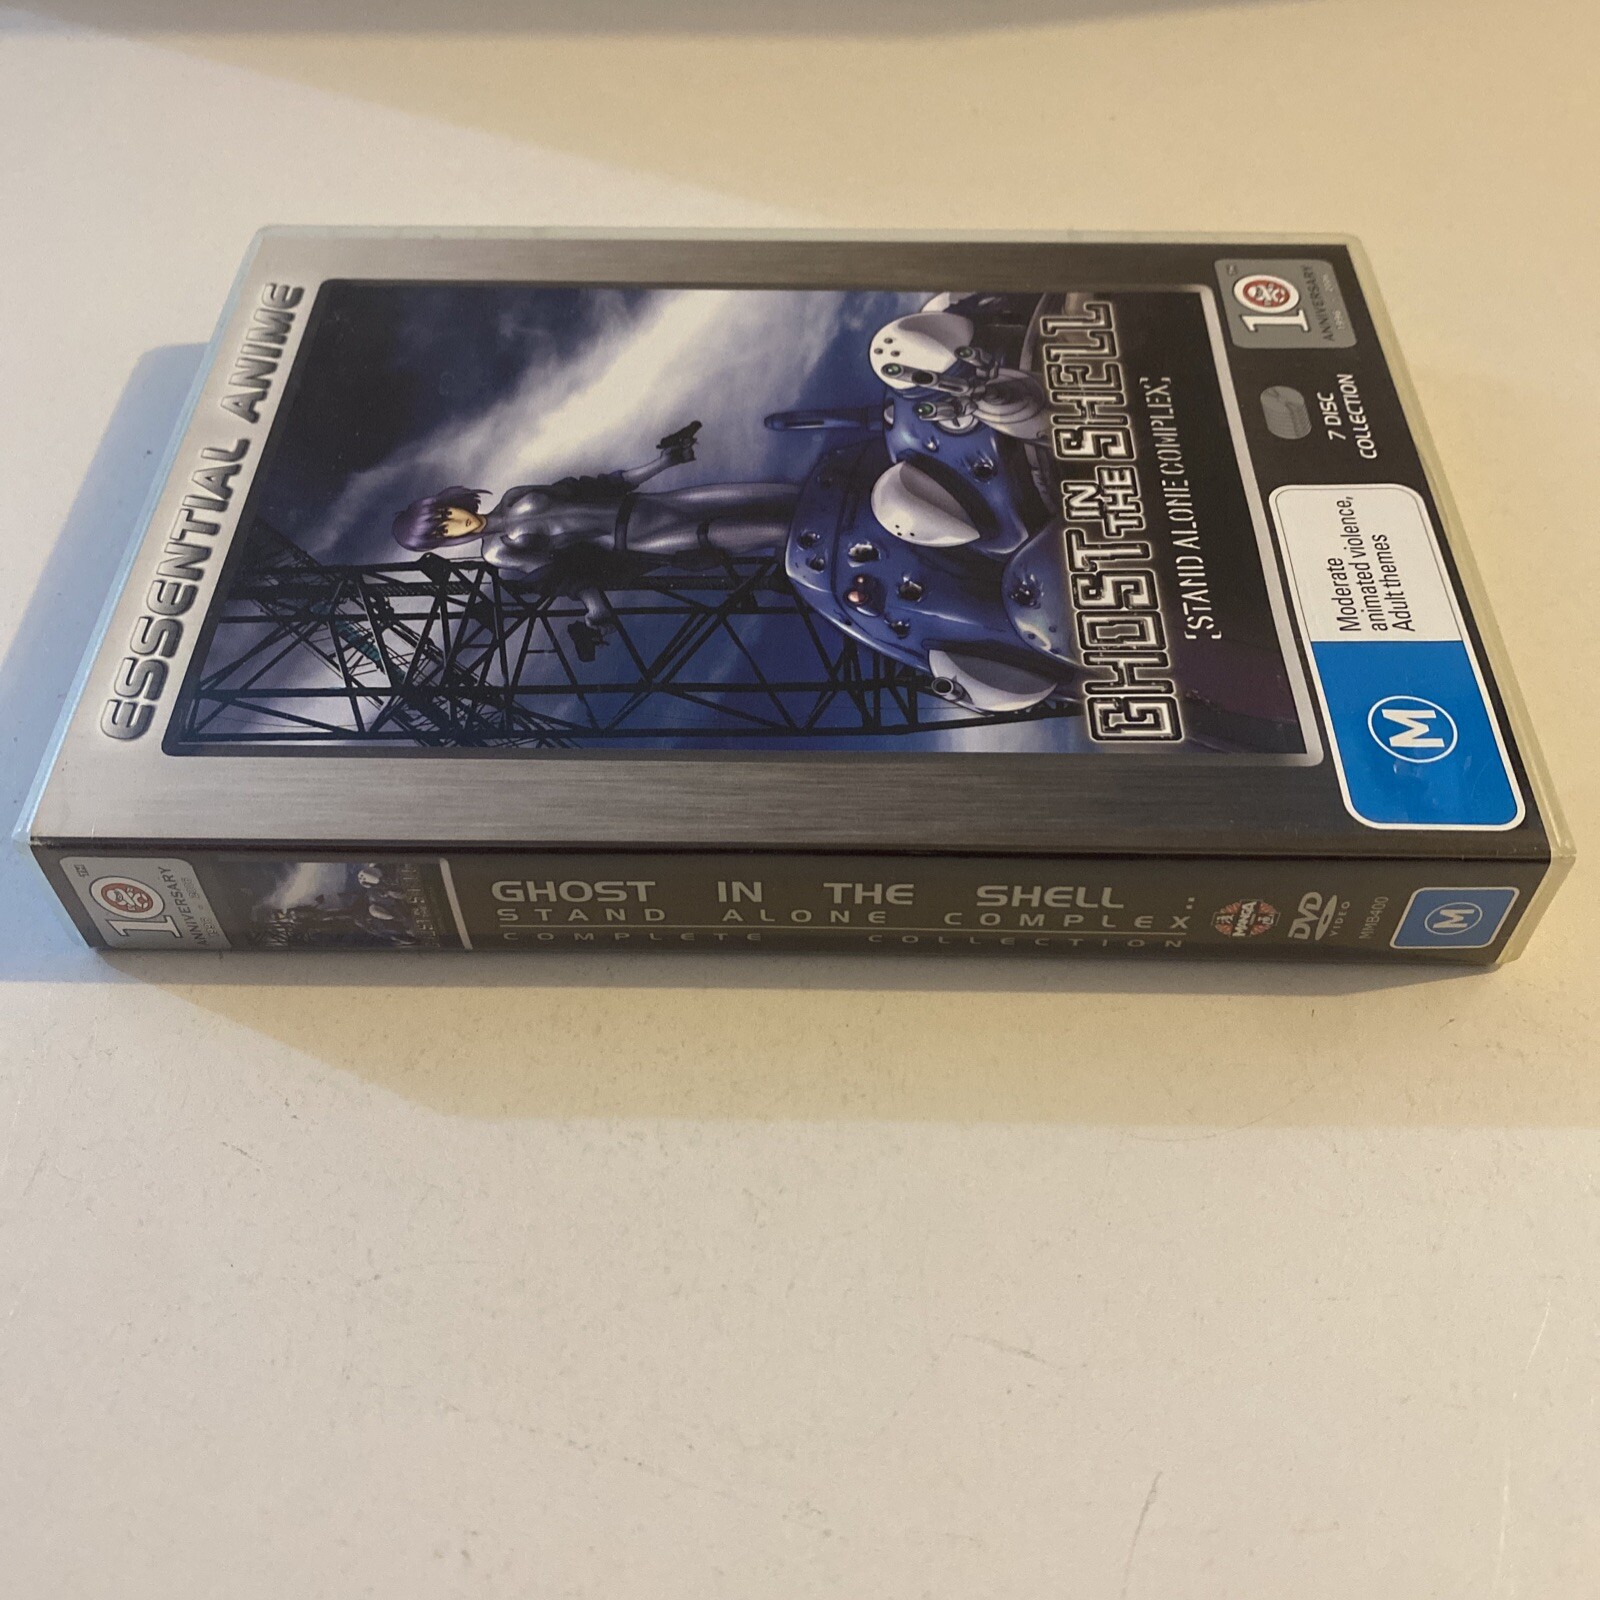 ESSENTIAL ANIME
GHOST IN THE SHELL
[STAND ALONE COMPLEX]
10
ANNIVERSARY
7 DISC
COLLECTION
Moderate
animated violence,
Adult themes
M
10
ANNIVERSARY
GHOST IN THE SHELL
STAND ALONE COMPLEX..
COMPLETE COLLECTION
MANGA
DVD
VIDEO
MMB400
M